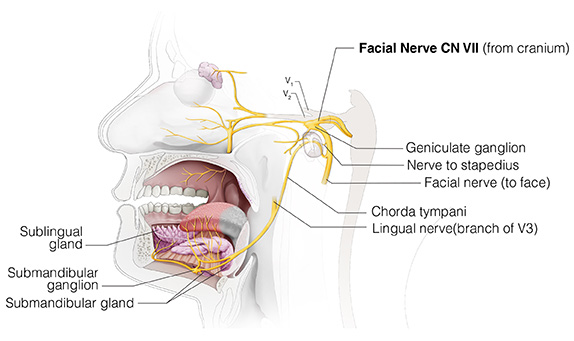 Facial Nerve CN VII (from cranium)
V1
V2
Geniculate ganglion
Nerve to stapedius
Facial nerve (to face)
Chorda tympani
Lingual nerve(branch of V3)
Sublingual
gland
Submandibular
ganglion
Submandibular gland